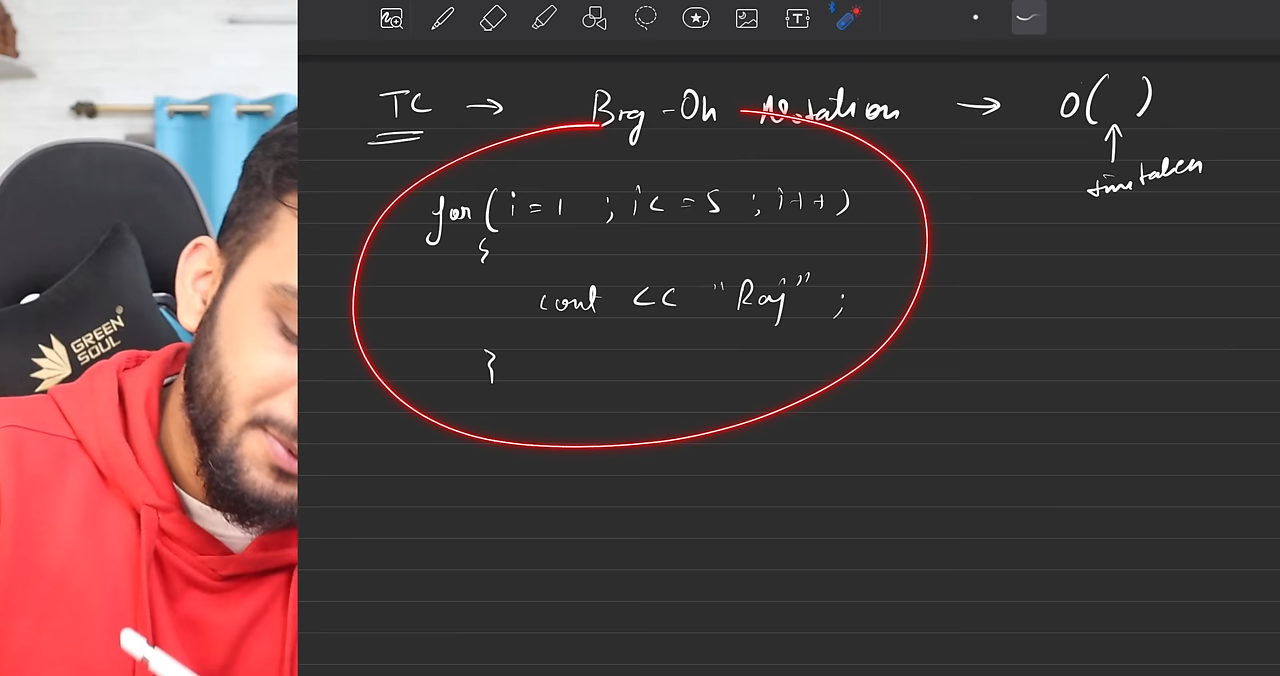 TC → Big-Oh Notation → O( )
↑
time taken
for( i = 1 ; i <= 5 ; i++ )
{
cout << "Raj" ;
}
GREEN
SOUL
T